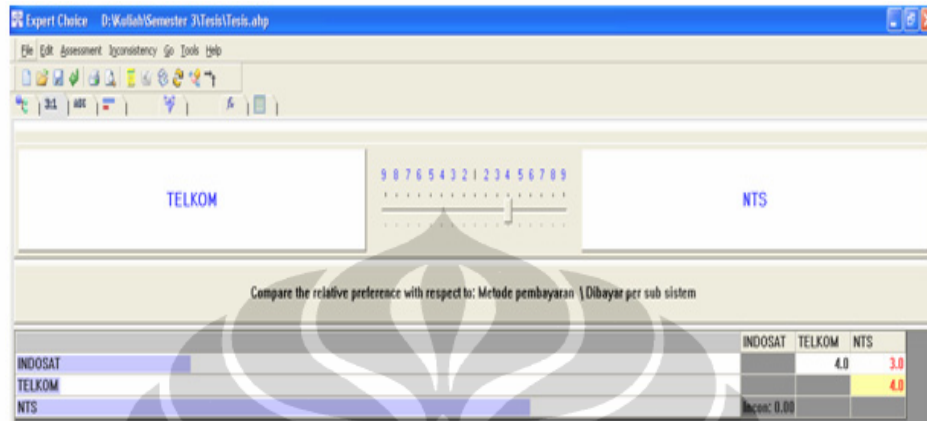 Expert Choice D:\Kuliah\Semester 3\Tesis\Tesis.ahp
File Edit Assessment Inconsistency Go Tools Help
3:1 ABC
9 8 7 6 5 4 3 2 1 2 3 4 5 6 7 8 9
TELKOM NTS
Compare the relative preference with respect to: Metode pembayaran \ Dibayar per sub sistem
INDOSAT TELKOM NTS
INDOSAT 4.0 3.0
TELKOM 4.0
NTS Incon: 0.00